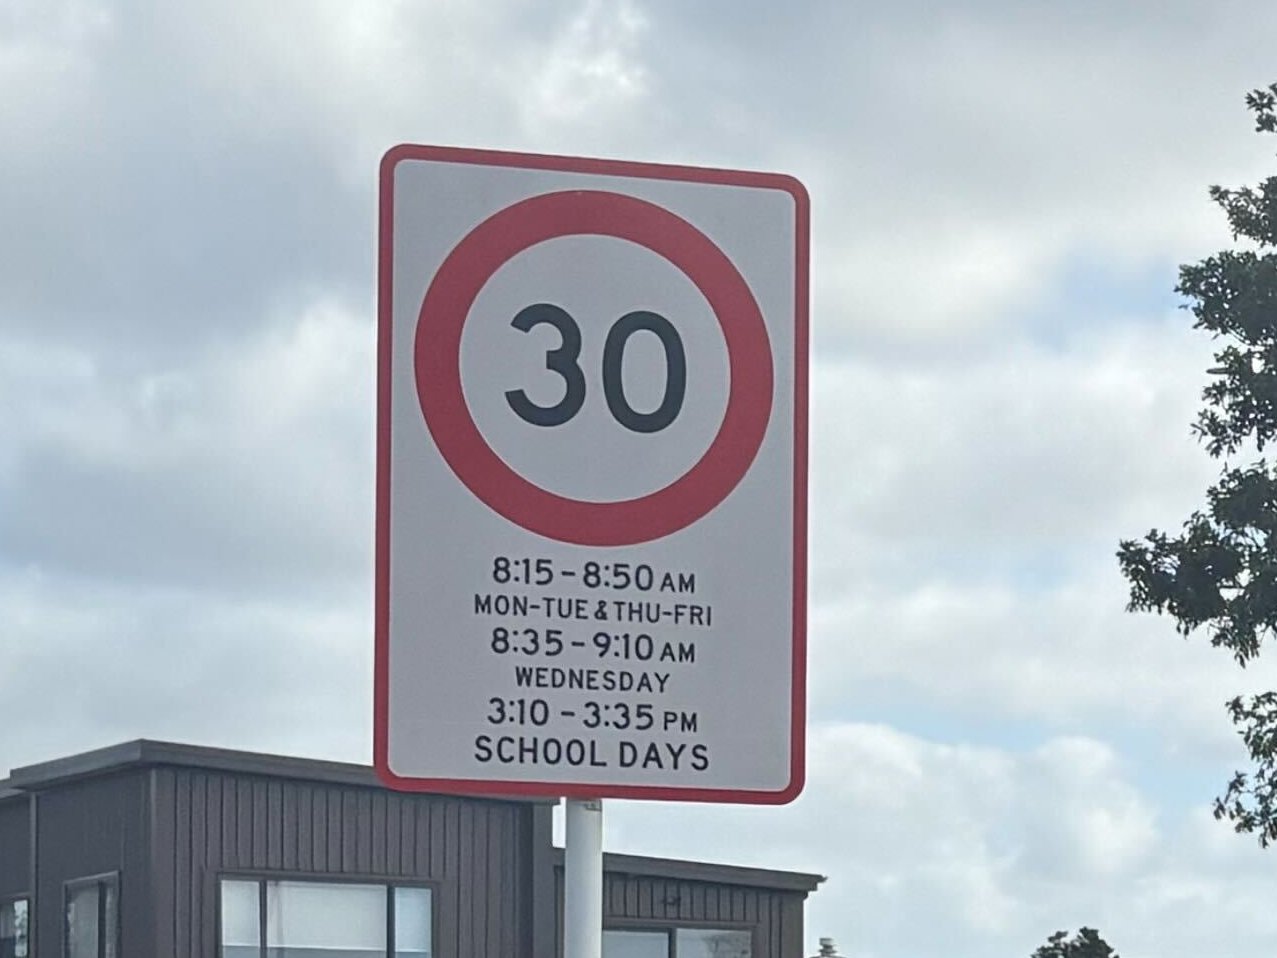 30
8:15 - 8:50 AM
MON-TUE & THU-FRI
8:35 - 9:10 AM
WEDNESDAY
3:10 - 3:35 PM
SCHOOL DAYS